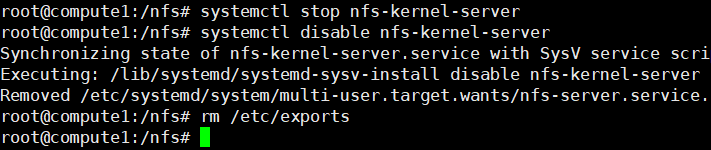 root@compute1:/nfs# systemctl stop nfs-kernel-server
root@compute1:/nfs# systemctl disable nfs-kernel-server
Synchronizing state of nfs-kernel-server.service with SysV service scri
Executing: /lib/systemd/systemd-sysv-install disable nfs-kernel-server
Removed /etc/systemd/system/multi-user.target.wants/nfs-server.service.
root@compute1:/nfs# rm /etc/exports
root@compute1:/nfs#